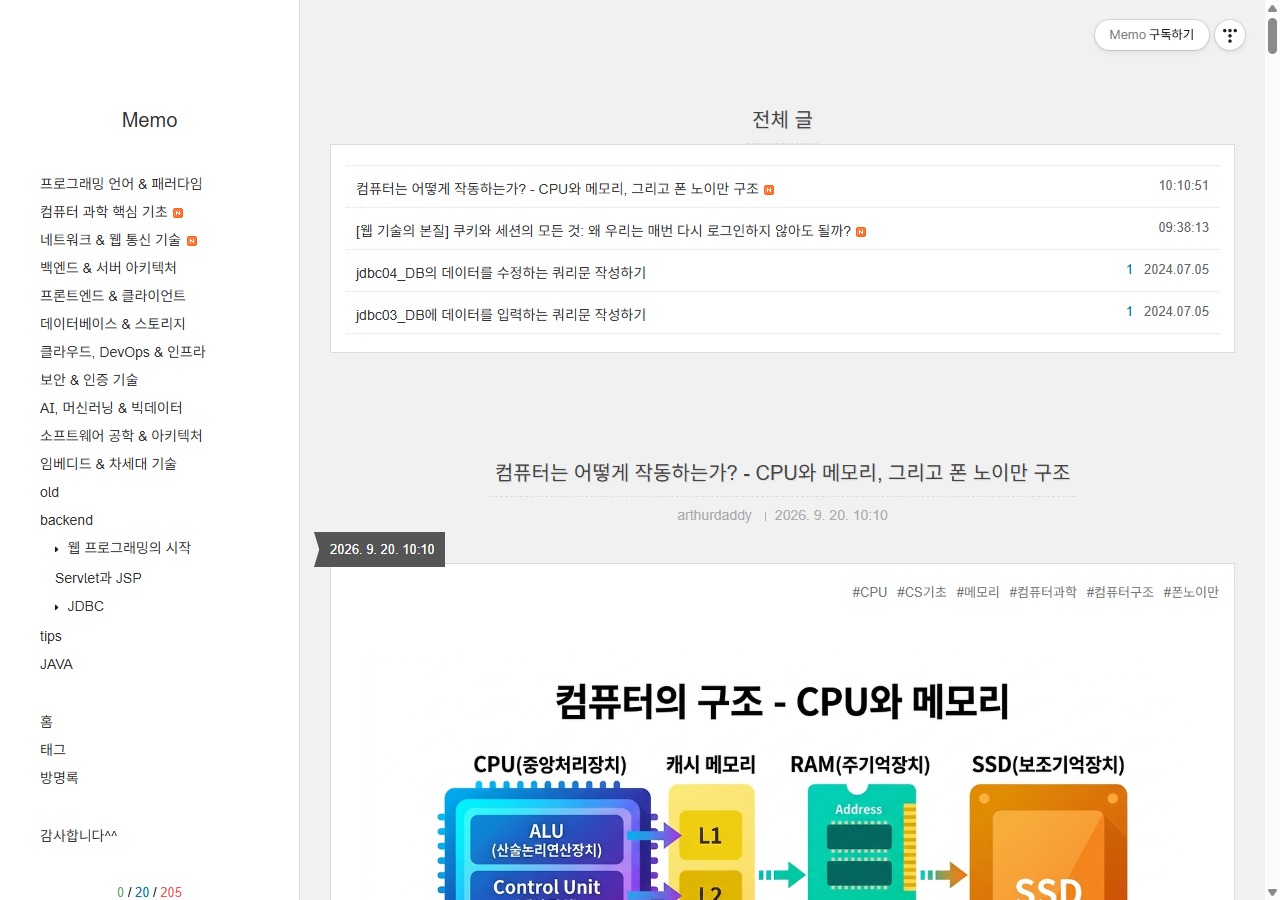 Memo
프로그래밍 언어 & 패러다임
컴퓨터 과학 핵심 기초 N
네트워크 & 웹 통신 기술 N
백엔드 & 서버 아키텍처
프론트엔드 & 클라이언트
데이터베이스 & 스토리지
클라우드, DevOps & 인프라
보안 & 인증 기술
AI, 머신러닝 & 빅데이터
소프트웨어 공학 & 아키텍처
임베디드 & 차세대 기술
old
backend
웹 프로그래밍의 시작
Servlet과 JSP
JDBC
tips
JAVA
홈
태그
방명록
감사합니다^^
0 / 20 / 205
Memo 구독하기
전체 글
컴퓨터는 어떻게 작동하는가? - CPU와 메모리, 그리고 폰 노이만 구조 N 10:10:51
[웹 기술의 본질] 쿠키와 세션의 모든 것: 왜 우리는 매번 다시 로그인하지 않아도 될까? N 09:38:13
jdbc04_DB의 데이터를 수정하는 쿼리문 작성하기 1 2024.07.05
jdbc03_DB에 데이터를 입력하는 쿼리문 작성하기 1 2024.07.05
컴퓨터는 어떻게 작동하는가? - CPU와 메모리, 그리고 폰 노이만 구조
arthurdaddy | 2026. 9. 20. 10:10
2026. 9. 20. 10:10
#CPU #CS기초 #메모리 #컴퓨터과학 #컴퓨터구조 #폰노이만
컴퓨터의 구조 - CPU와 메모리
CPU(중앙처리장치) 캐시 메모리 RAM(주기억장치) SSD(보조기억장치)
Address
ALU
(산술논리연산장치)
L1
Control Unit
L2
SSD